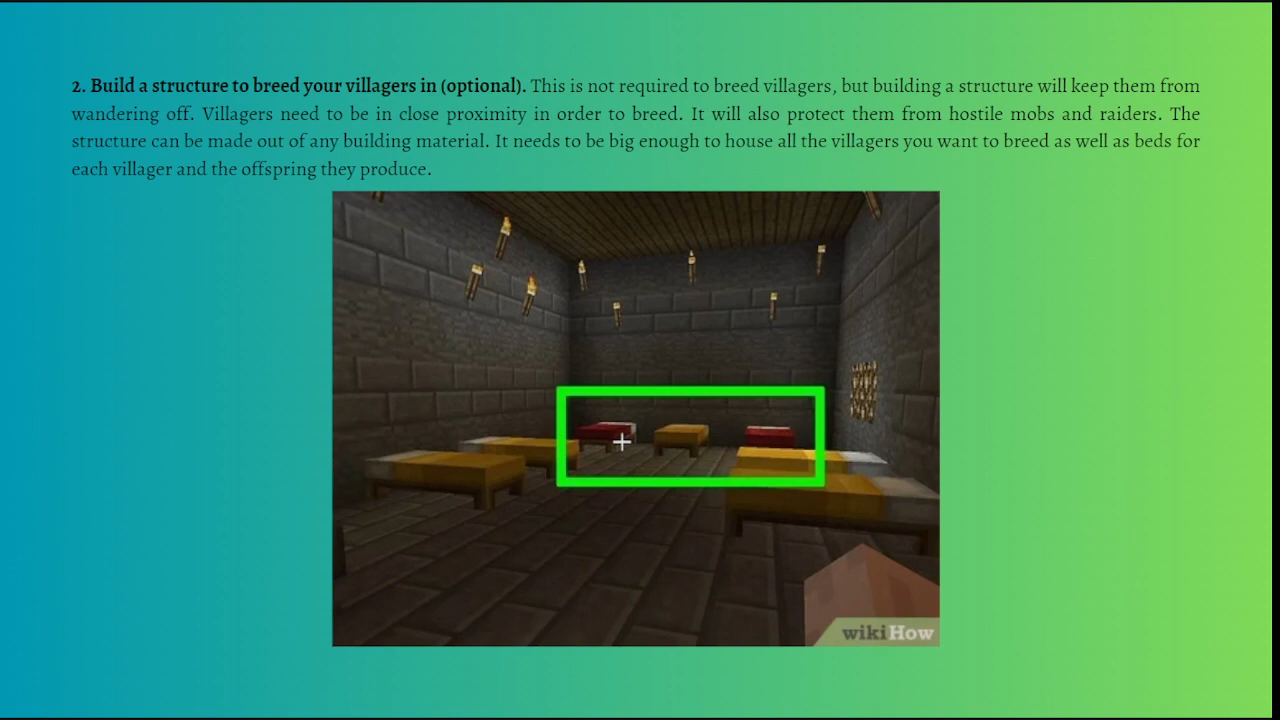 2. Build a structure to breed your villagers in (optional). This is not required to breed villagers, but building a structure will keep them from
wandering off. Villagers need to be in close proximity in order to breed. It will also protect them from hostile mobs and raiders. The
structure can be made out of any building material. It needs to be big enough to house all the villagers you want to breed as well as beds for
each villager and the offspring they produce.
wikiHow